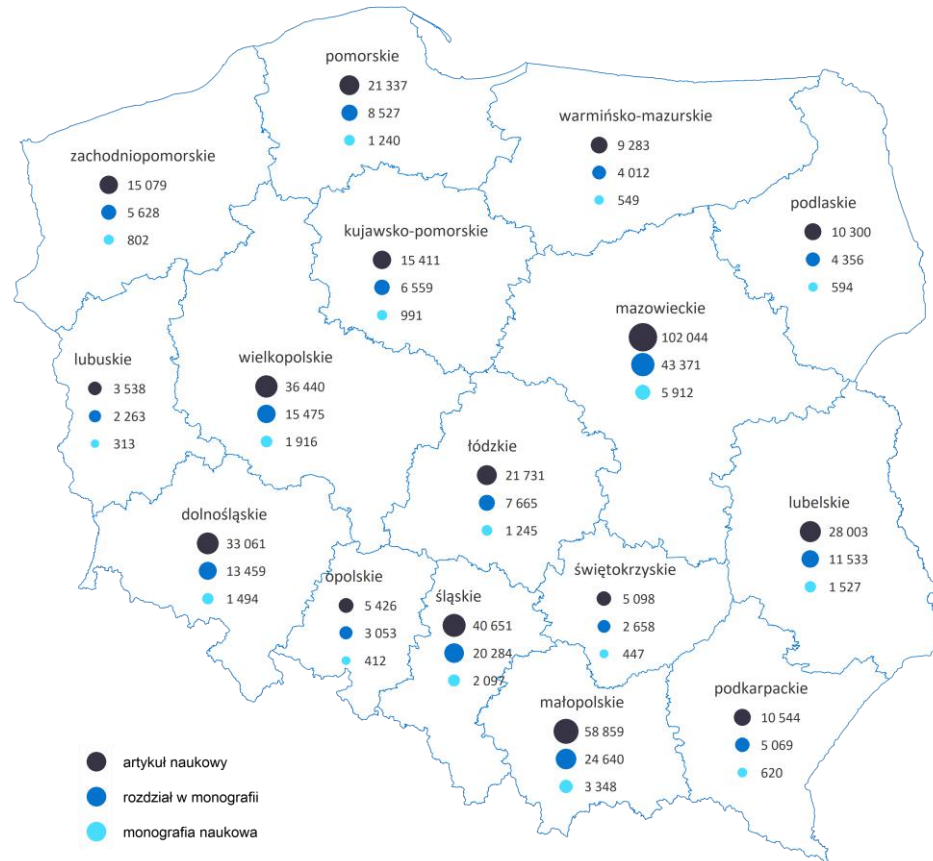 pomorskie
21 337
8 527
1 240
warmińsko-mazurskie
9 283
4 012
549
zachodniopomorskie
15 079
5 628
802
podlaskie
10 300
4 356
594
kujawsko-pomorskie
15 411
6 559
991
mazowieckie
102 044
43 371
5 912
lubuskie
3 538
2 263
313
wielkopolskie
36 440
15 475
1 916
łódzkie
21 731
7 665
1 245
lubelskie
28 003
11 533
1 527
dolnośląskie
33 061
13 459
1 494
opolskie
5 426
3 053
412
śląskie
40 651
20 284
2 097
świętokrzyskie
5 098
2 658
447
małopolskie
58 859
24 640
3 348
podkarpackie
10 544
5 069
620
artykuł naukowy
rozdział w monografii
monografia naukowa